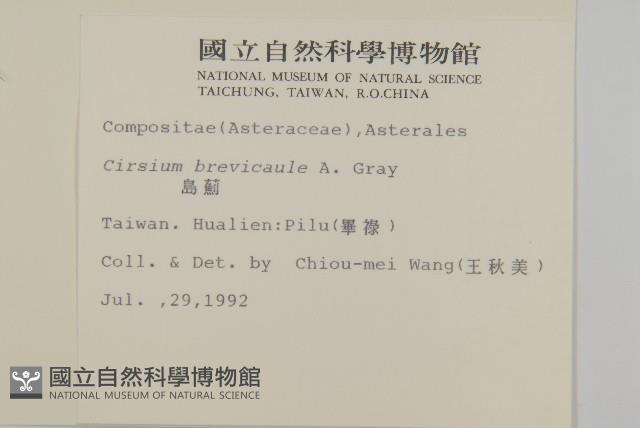 國立自然科學博物館
NATIONAL MUSEUM OF NATURAL SCIENCE
TAICHUNG, TAIWAN, R.O.CHINA
Compositae(Asteraceae),Asterales
Cirsium brevicaule A. Gray
島薊
Taiwan. Hualien:Pilu(畢祿)
Coll. & Det. by Chiou-mei Wang(王秋美)
Jul. ,29,1992
國立自然科學博物館
NATIONAL MUSEUM OF NATURAL SCIENCE